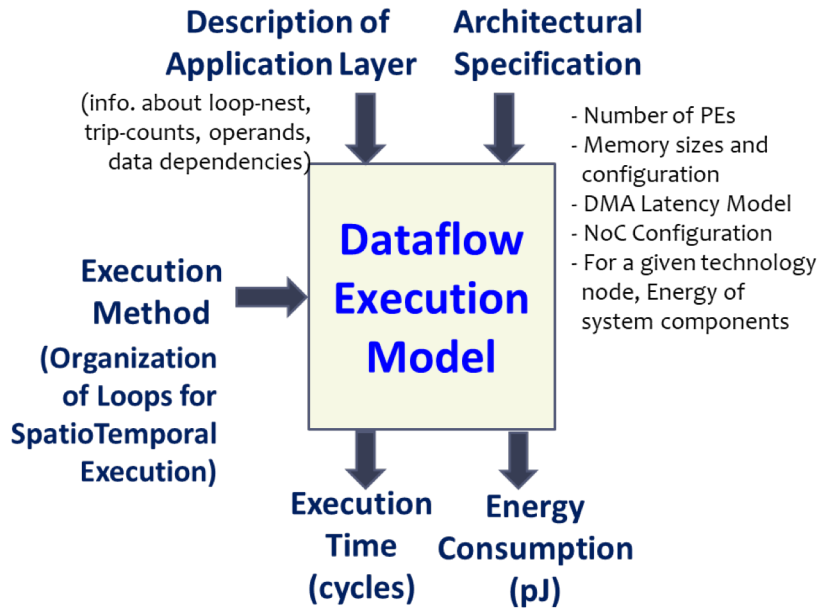 Description of
Application Layer
(info. about loop-nest,
trip-counts, operands,
data dependencies)
Architectural
Specification
- Number of PEs
- Memory sizes and
configuration
- DMA Latency Model
- NoC Configuration
- For a given technology
node, Energy of
system components
Execution
Method
(Organization
of Loops for
SpatioTemporal
Execution)
Dataflow
Execution
Model
Execution
Time
(cycles)
Energy
Consumption
(pJ)